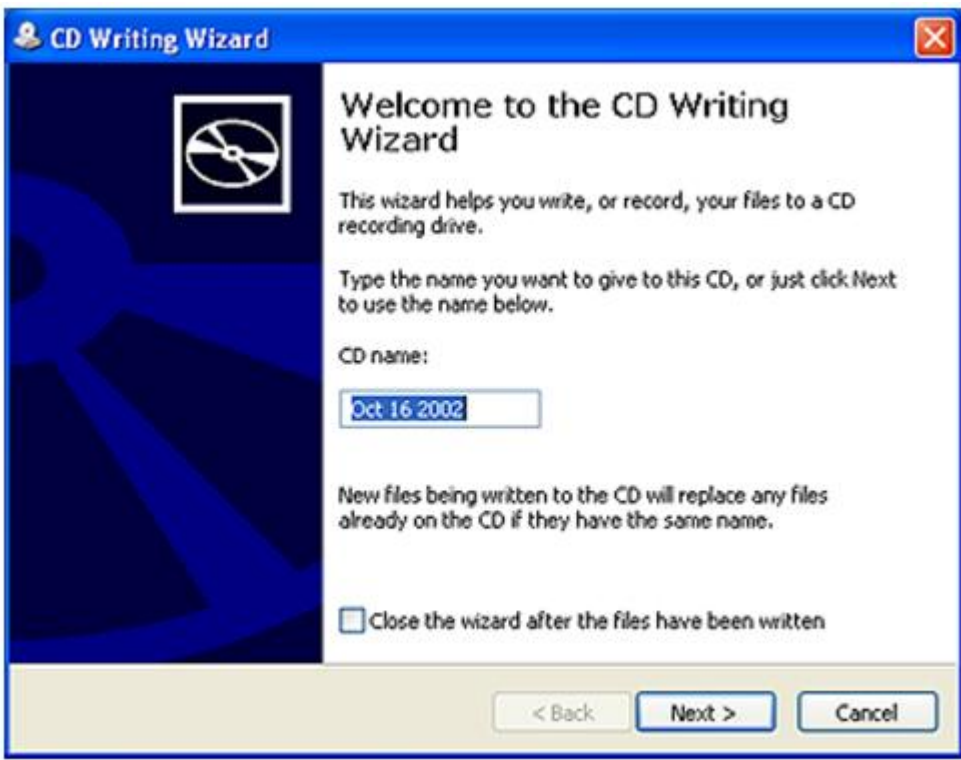 CD Writing Wizard
Welcome to the CD Writing
Wizard
This wizard helps you write, or record, your files to a CD
recording drive.
Type the name you want to give to this CD, or just click Next
to use the name below.
CD name:
Oct 16 2002
New files being written to the CD will replace any files
already on the CD if they have the same name.
Close the wizard after the files have been written
< Back Next > Cancel